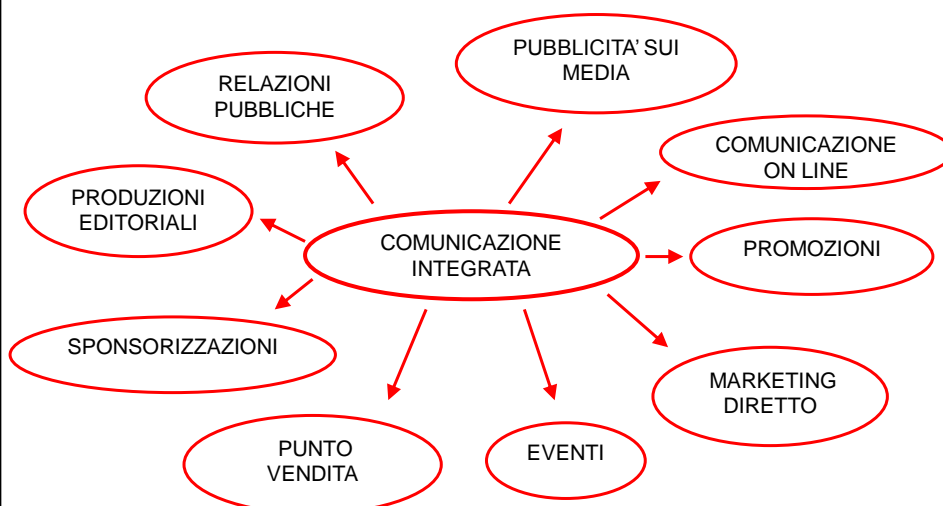 PUBBLICITA' SUI
MEDIA
RELAZIONI
PUBBLICHE
COMUNICAZIONE
ON LINE
PRODUZIONI
EDITORIALI
COMUNICAZIONE
INTEGRATA
PROMOZIONI
SPONSORIZZAZIONI
MARKETING
DIRETTO
PUNTO
VENDITA
EVENTI